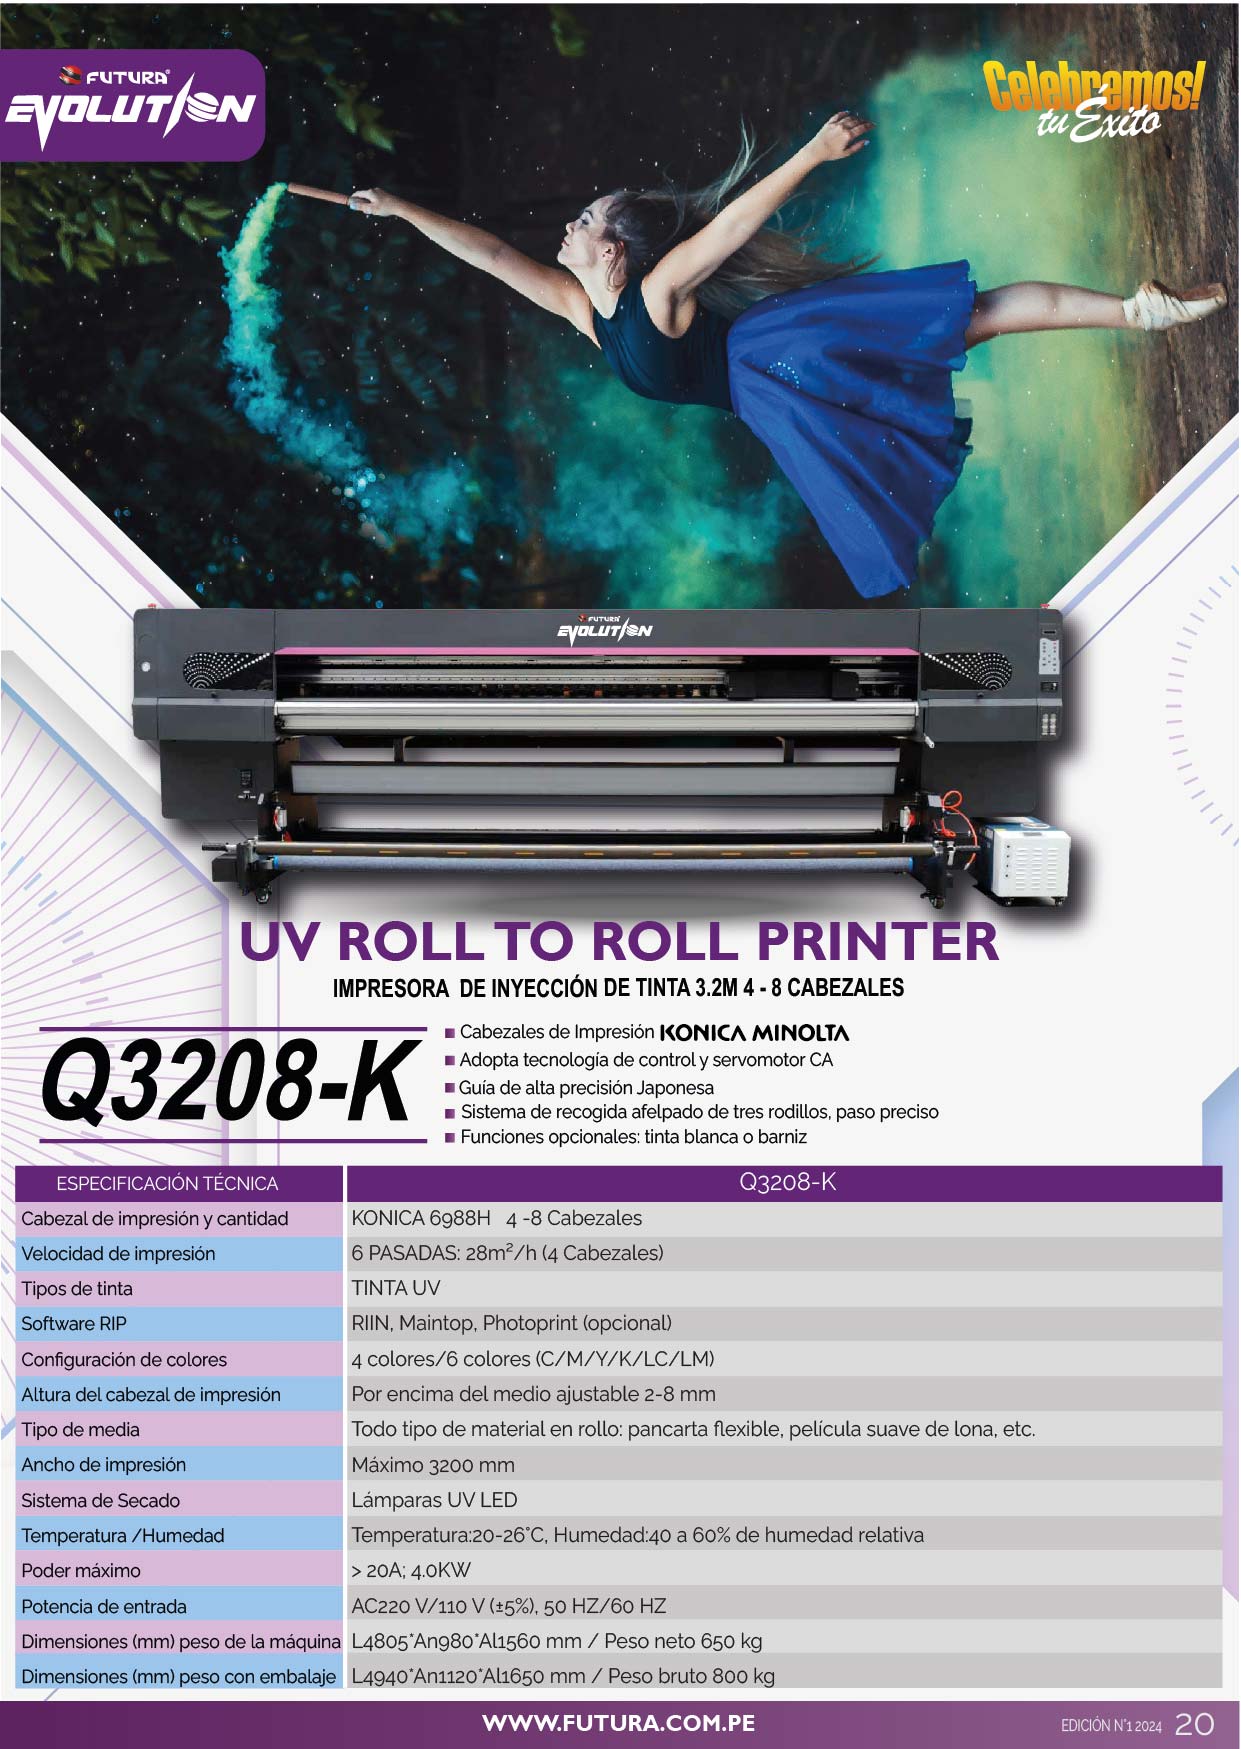 FUTURA®
EVOLUTION
Celebramos!
tu Éxito
FUTURA
EVOLUTION
UV ROLL TO ROLL PRINTER
IMPRESORA DE INYECCIÓN DE TINTA 3.2M 4 - 8 CABEZALES
Q3208-K
Cabezales de Impresión KONICA MINOLTA
Adopta tecnología de control y servomotor CA
Guía de alta precisión Japonesa
Sistema de recogida afelpado de tres rodillos, paso preciso
Funciones opcionales: tinta blanca o barniz
ESPECIFICACIÓN TÉCNICA Q3208-K
Cabezal de impresión y cantidad KONICA 6988H 4 -8 Cabezales
Velocidad de impresión 6 PASADAS: 28m²/h (4 Cabezales)
Tipos de tinta TINTA UV
Software RIP RIIN, Maintop, Photoprint (opcional)
Configuración de colores 4 colores/6 colores (C/M/Y/K/LC/LM)
Altura del cabezal de impresión Por encima del medio ajustable 2-8 mm
Tipo de media Todo tipo de material en rollo: pancarta flexible, película suave de lona, etc.
Ancho de impresión Máximo 3200 mm
Sistema de Secado Lámparas UV LED
Temperatura /Humedad Temperatura:20-26°C, Humedad:40 a 60% de humedad relativa
Poder máximo > 20A; 4.0KW
Potencia de entrada AC220 V/110 V (±5%), 50 HZ/60 HZ
Dimensiones (mm) peso de la máquina L4805*An980*Al1560 mm / Peso neto 650 kg
Dimensiones (mm) peso con embalaje L4940*An1120*Al1650 mm / Peso bruto 800 kg
WWW.FUTURA.COM.PE
EDICIÓN N°1 2024 20